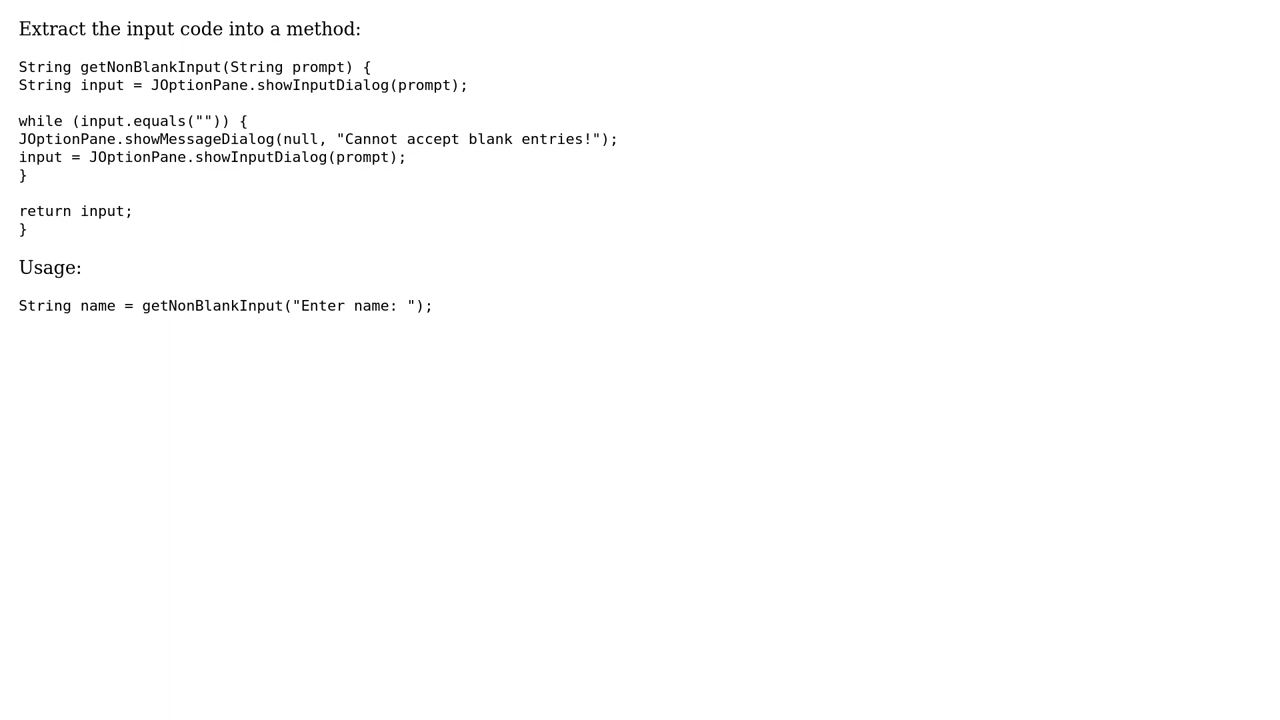 Extract the input code into a method:
String getNonBlankInput(String prompt) {
String input = JOptionPane.showInputDialog(prompt);
while (input.equals("")) {
JOptionPane.showMessageDialog(null, "Cannot accept blank entries!");
input = JOptionPane.showInputDialog(prompt);
}
return input;
}
Usage:
String name = getNonBlankInput("Enter name: ");